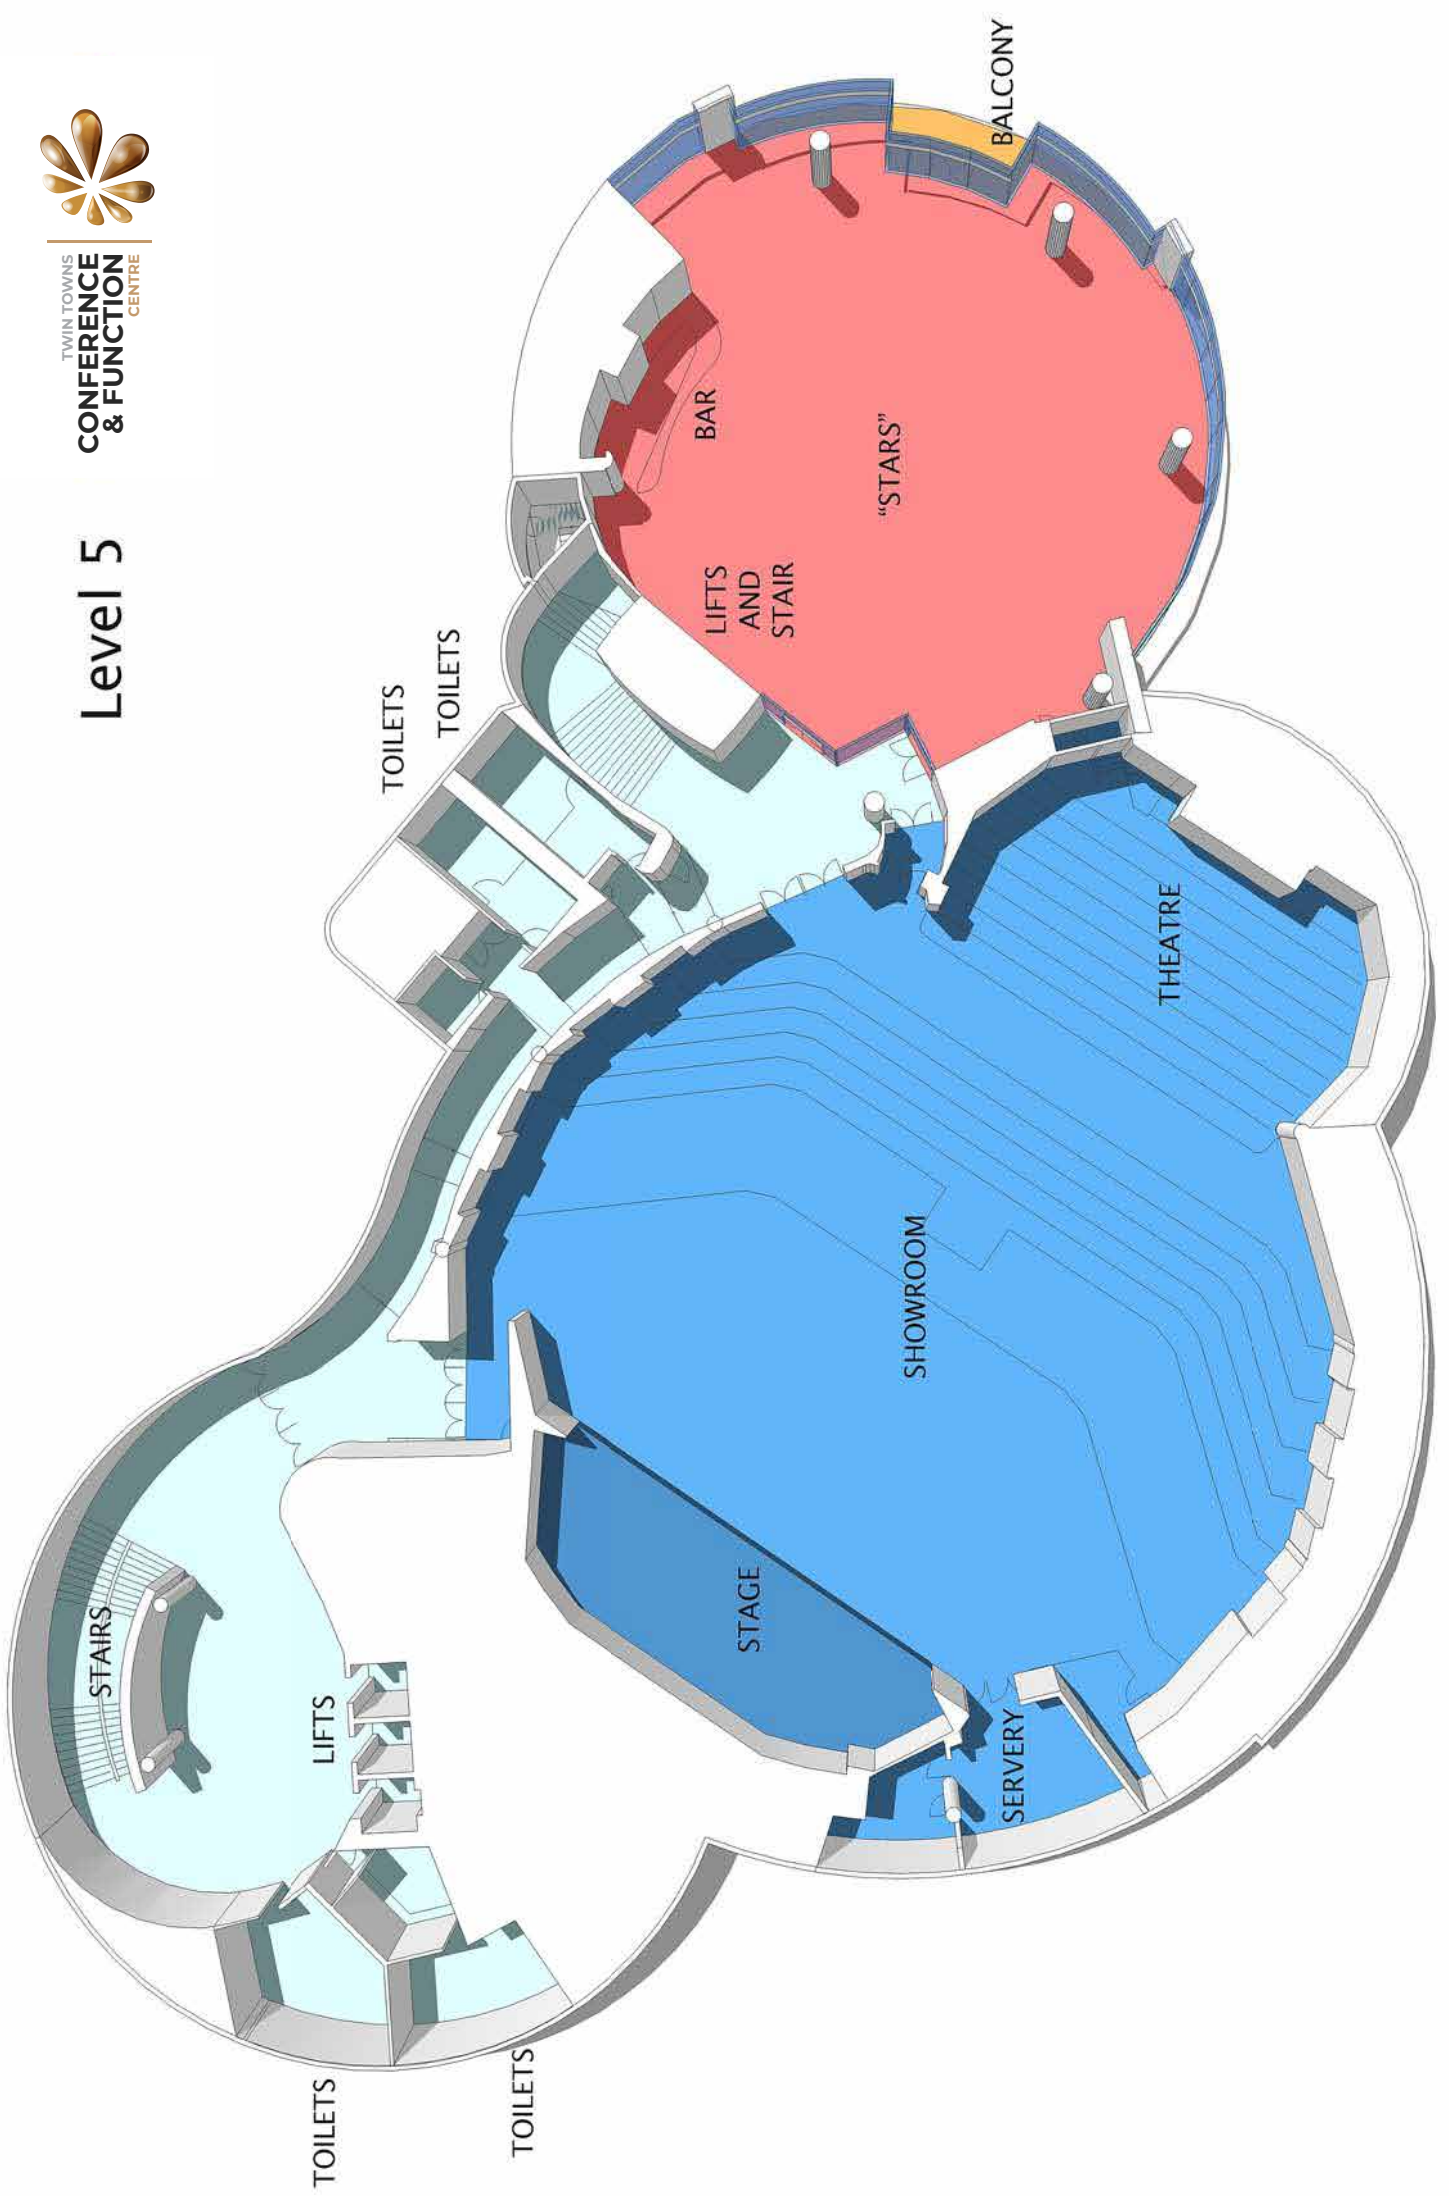 Level 5
TWIN TOWNS
CONFERENCE
& FUNCTION
CENTRE
TOILETS
TOILETS
STAIRS
LIFTS
TOILETS
TOILETS
BAR
LIFTS
AND
STAIR
“STARS”
BALCONY
STAGE
SHOWROOM
SERVERY
THEATRE